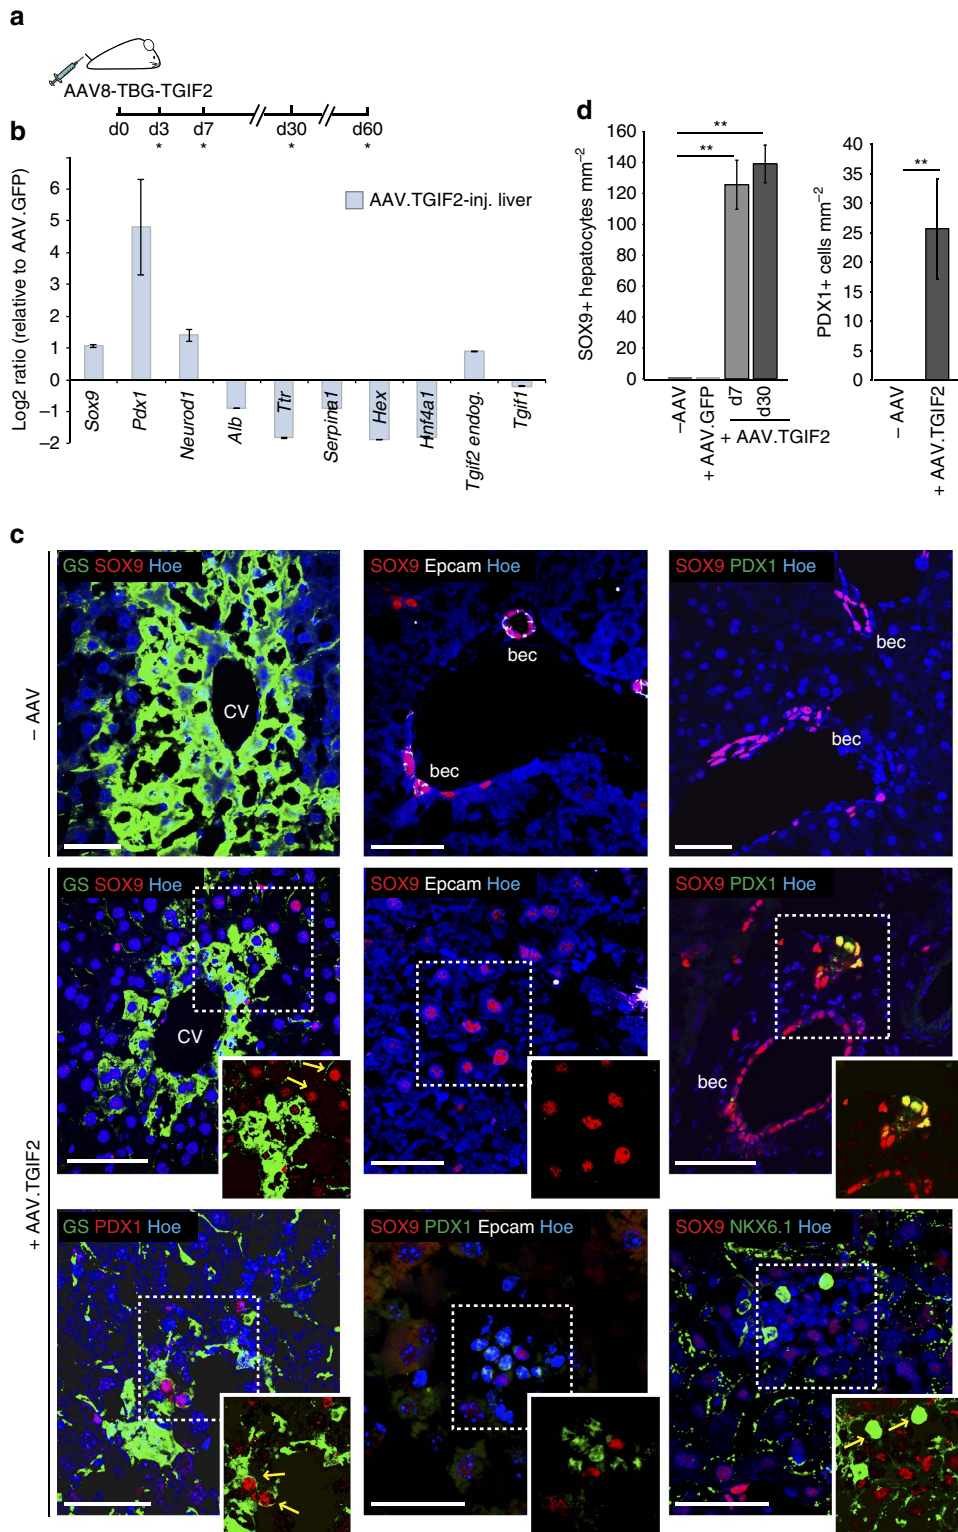 a
AAV8-TBG-TGIF2
d0 d3 d7 d30 d60
* * * *
b
Log2 ratio (relative to AAV.GFP)
6
5
4
3
2
1
0
–1
–2
AAV.TGIF2-inj. liver
Sox9
Pdx1
Neurod1
Alb
Ttr
Serpina1
Hex
Hnf4a1
Tgif2 endog.
Tgif1
d
SOX9+ hepatocytes mm–2
160
140
120
100
80
60
40
20
0
**
**
–AAV
+ AAV.GFP
d7
d30
+ AAV.TGIF2
PDX1+ cells mm–2
40
35
30
25
20
15
10
5
0
**
– AAV
+ AAV.TGIF2
c
– AAV
GS SOX9 Hoe
CV
SOX9 Epcam Hoe
bec
bec
SOX9 PDX1 Hoe
bec
bec
+ AAV.TGIF2
GS SOX9 Hoe
CV
SOX9 Epcam Hoe
SOX9 PDX1 Hoe
bec
GS PDX1 Hoe
SOX9 PDX1 Epcam Hoe
SOX9 NKX6.1 Hoe